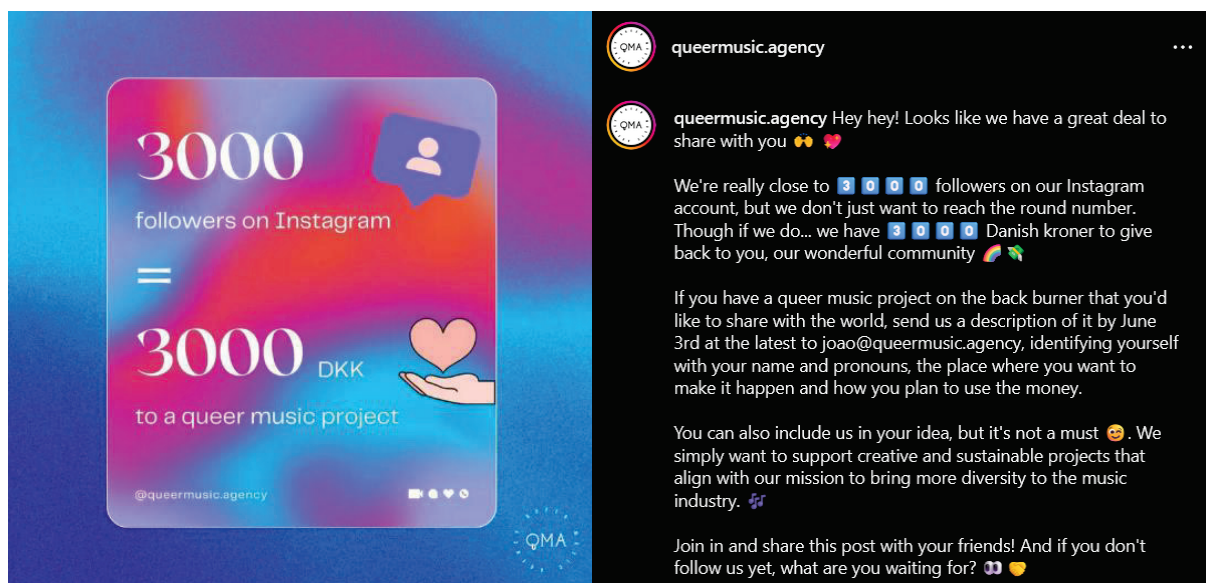 3000
followers on Instagram
=
3000 DKK
to a queer music project
@queermusic.agency
QMA
QMA
queermusic.agency
QMA
queermusic.agency Hey hey! Looks like we have a great deal to
share with you 🙌 💖
We're really close to 3️⃣ 0️⃣ 0️⃣ 0️⃣ followers on our Instagram
account, but we don't just want to reach the round number.
Though if we do... we have 3️⃣ 0️⃣ 0️⃣ 0️⃣ Danish kroner to give
back to you, our wonderful community 🌈 💸
If you have a queer music project on the back burner that you'd
like to share with the world, send us a description of it by June
3rd at the latest to joao@queermusic.agency, identifying yourself
with your name and pronouns, the place where you want to
make it happen and how you plan to use the money.
You can also include us in your idea, but it's not a must 😊. We
simply want to support creative and sustainable projects that
align with our mission to bring more diversity to the music
industry. 🎶
Join in and share this post with your friends! And if you don't
follow us yet, what are you waiting for? 👀 🤝